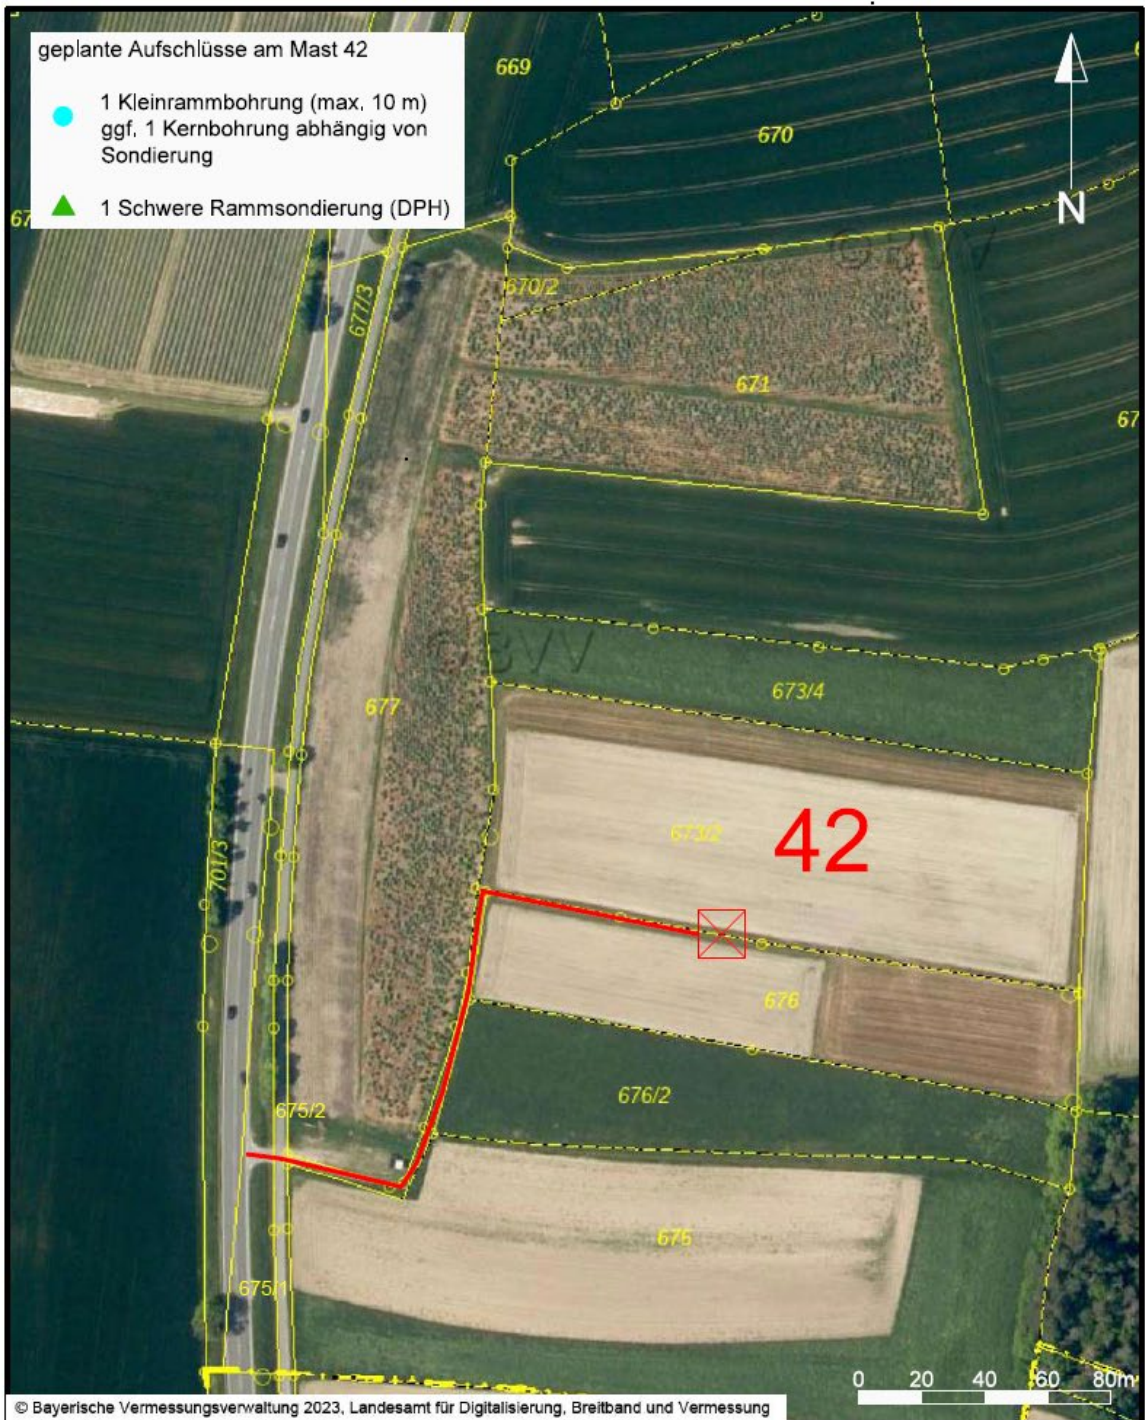 geplante Aufschlüsse am Mast 42
1 Kleinrammbohrung (max. 10 m)
ggf. 1 Kernbohrung abhängig von
Sondierung
1 Schwere Rammsondierung (DPH)
669
670
N
670/2
677/3
671
67
677
673/4
701/3
673/2
42
676
675/2
676/2
675
675/1
0 20 40 60 80m
© Bayerische Vermessungsverwaltung 2023, Landesamt für Digitalisierung, Breitband und Vermessung